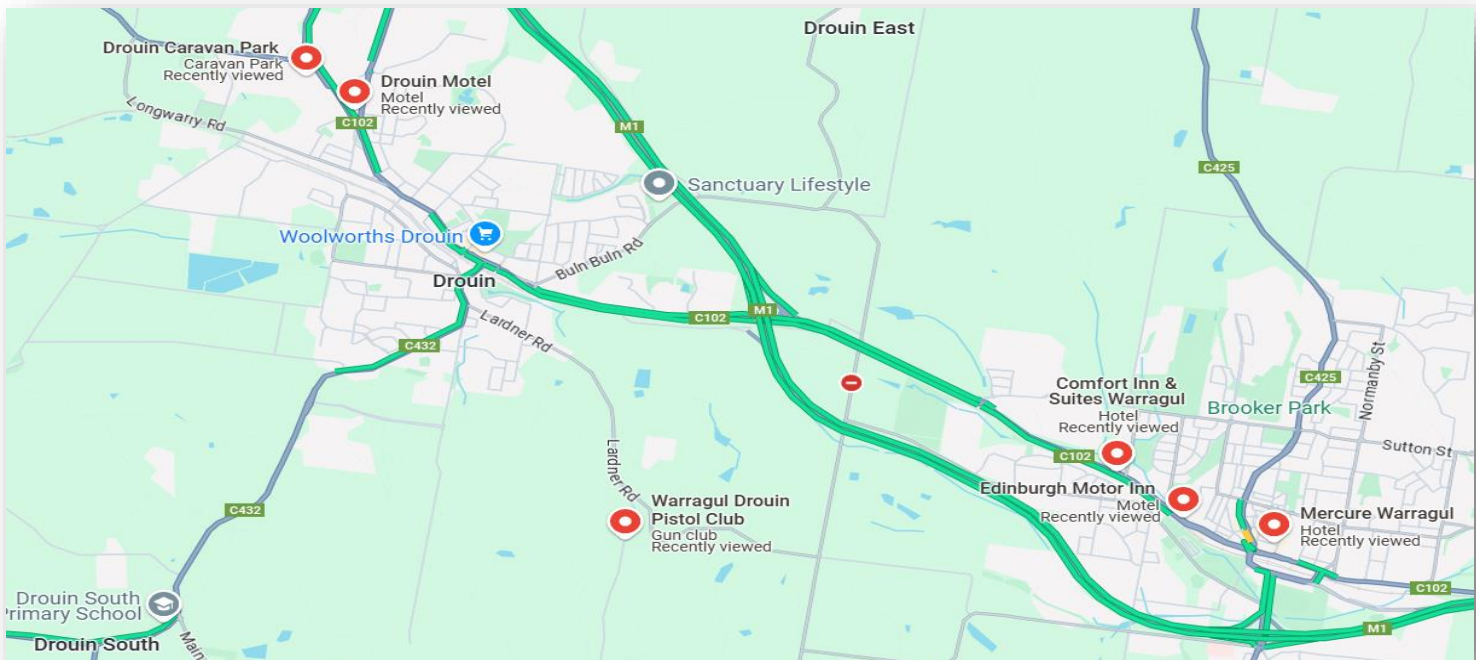 Drouin East
Drouin Caravan Park
Caravan Park
Recently viewed
Drouin Motel
Motel
Recently viewed
Longwarry Rd
C102
M1
C425
Sanctuary Lifestyle
Woolworths Drouin
Buln Buln Rd
Drouin
C102
M1
Lardner Rd
C432
Normanby St
C425
Comfort Inn &
Suites Warragul
Hotel
Recently viewed
Brooker Park
Sutton St
C102
Lardner Rd
Edinburgh Motor Inn
Motel
Recently viewed
C432
Warragul Drouin
Pistol Club
Gun club
Recently viewed
Mercure Warragul
Hotel
Recently viewed
C102
Drouin South
Primary School
M1
Drouin South
Main